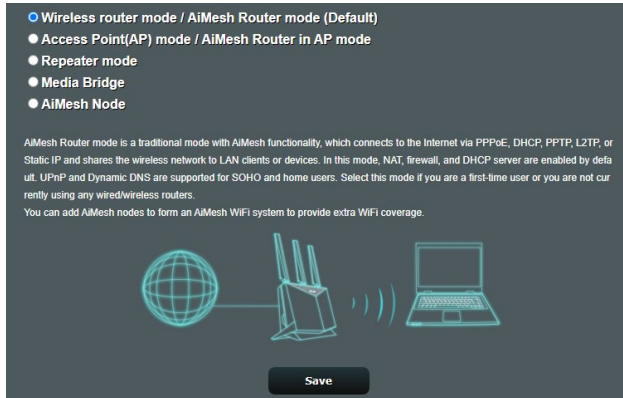 Wireless router mode / AiMesh Router mode (Default)
Access Point(AP) mode / AiMesh Router in AP mode
Repeater mode
Media Bridge
AiMesh Node
AiMesh Router mode is a traditional mode with AiMesh functionality, which connects to the Internet via PPPoE, DHCP, PPTP, L2TP, or
Static IP and shares the wireless network to LAN clients or devices. In this mode, NAT, firewall, and DHCP server are enabled by defa
ult. UPnP and Dynamic DNS are supported for SOHO and home users. Select this mode if you are a first-time user or you are not cur
rently using any wired/wireless routers.
You can add AiMesh nodes to form an AiMesh WiFi system to provide extra WiFi coverage.
Save